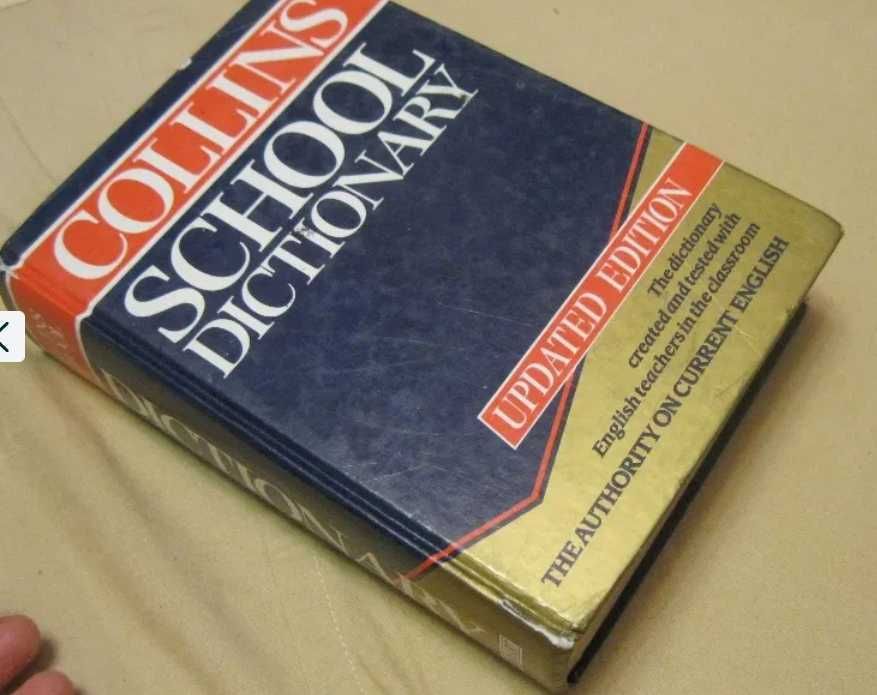 COLLINS
SCHOOL
DICTIONARY
UPDATED EDITION
The dictionary
created and tested with
English teachers in the classroom
THE AUTHORITY ON CURRENT ENGLISH
DICTIONARY